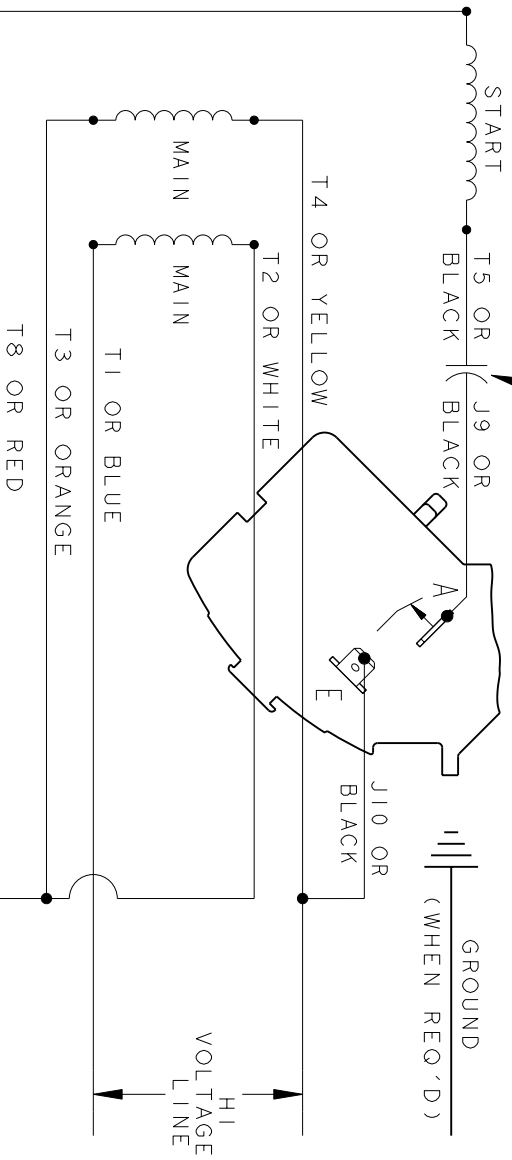 START
T5 OR
BLACK
J9 OR
BLACK
A
E
J10 OR
BLACK
GROUND
(WHEN REQ'D)
T4 OR YELLOW
MAIN
T2 OR WHITE
MAIN
T1 OR BLUE
T3 OR ORANGE
T8 OR RED
HI
VOLTAGE
LINE